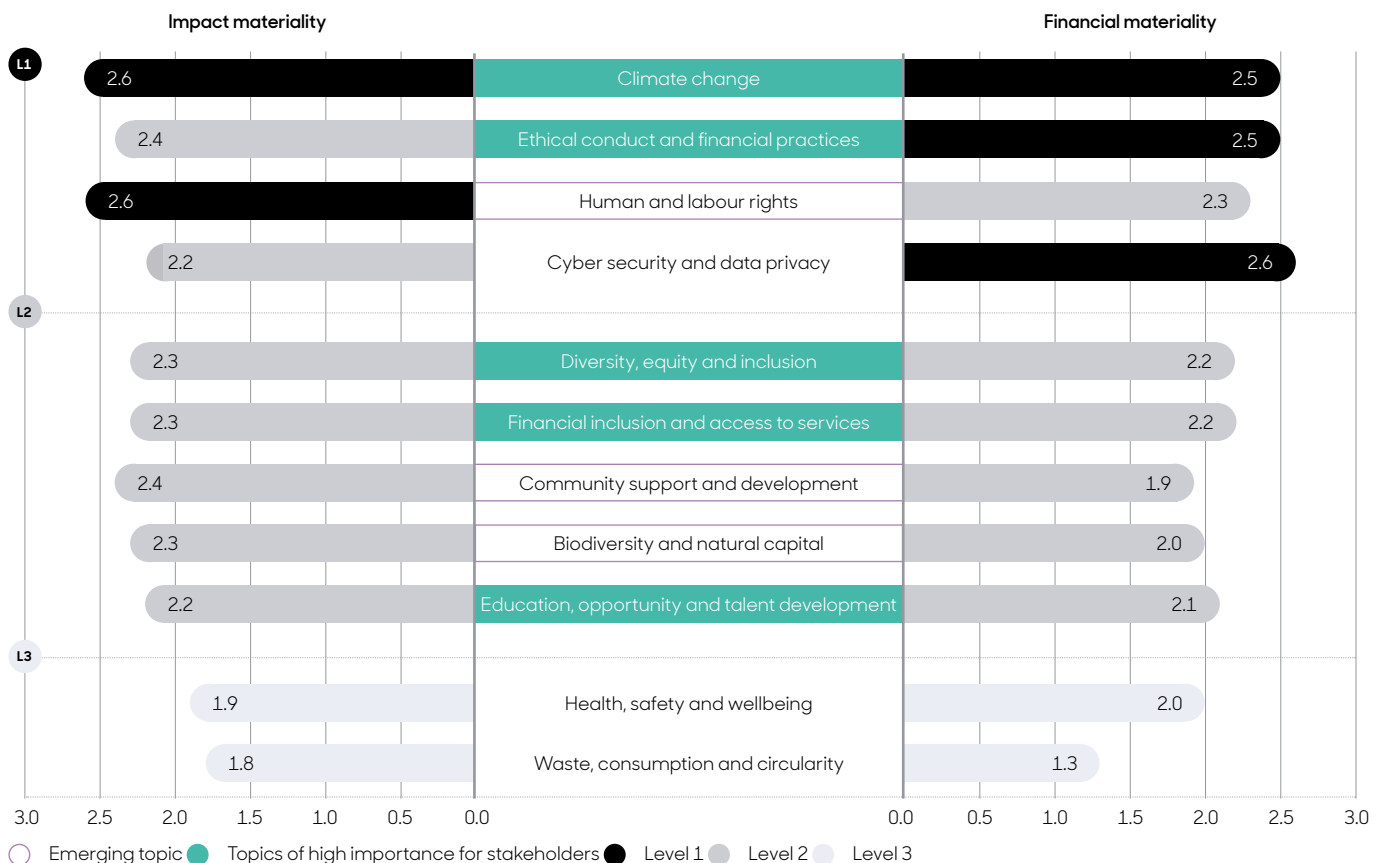 Impact materiality Financial materiality
L1
2.6 Climate change 2.5
2.4 Ethical conduct and financial practices 2.5
2.6 Human and labour rights 2.3
2.2 Cyber security and data privacy 2.6
L2
2.3 Diversity, equity and inclusion 2.2
2.3 Financial inclusion and access to services 2.2
2.4 Community support and development 1.9
2.3 Biodiversity and natural capital 2.0
2.2 Education, opportunity and talent development 2.1
L3
1.9 Health, safety and wellbeing 2.0
1.8 Waste, consumption and circularity 1.3
3.0 2.5 2.0 1.5 1.0 0.5 0.0 0.0 0.5 1.0 1.5 2.0 2.5 3.0
Emerging topic Topics of high importance for stakeholders Level 1 Level 2 Level 3